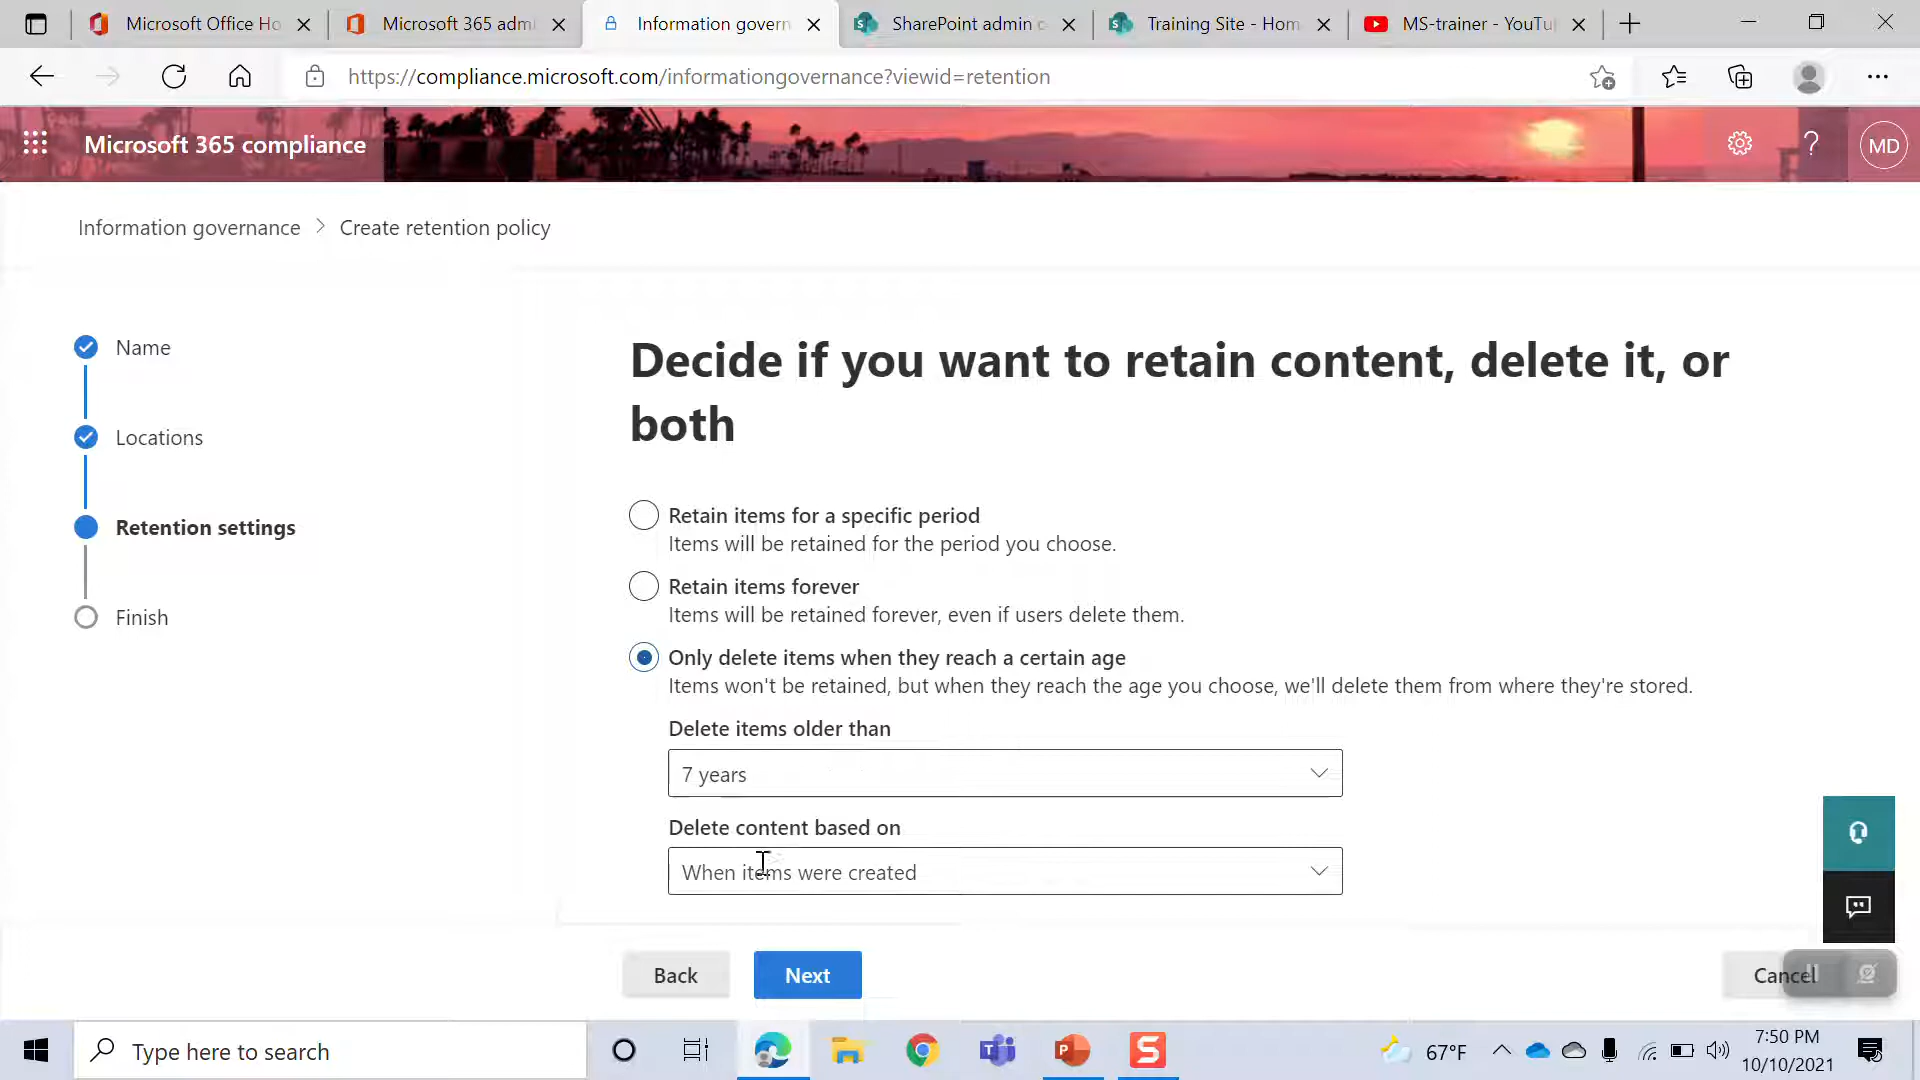 Microsoft Office Ho
Microsoft 365 admi
Information govern
SharePoint admin c
Training Site - Hom
MS-trainer - YouTu
https://compliance.microsoft.com/informationgovernance?viewid=retention
Microsoft 365 compliance
MD
Information governance > Create retention policy
Name
Locations
Retention settings
Finish
Decide if you want to retain content, delete it, or
both
Retain items for a specific period
Items will be retained for the period you choose.
Retain items forever
Items will be retained forever, even if users delete them.
Only delete items when they reach a certain age
Items won't be retained, but when they reach the age you choose, we'll delete them from where they're stored.
Delete items older than
7 years
Delete content based on
When items were created
Back
Next
Cancel
Type here to search
67°F
7:50 PM
10/10/2021